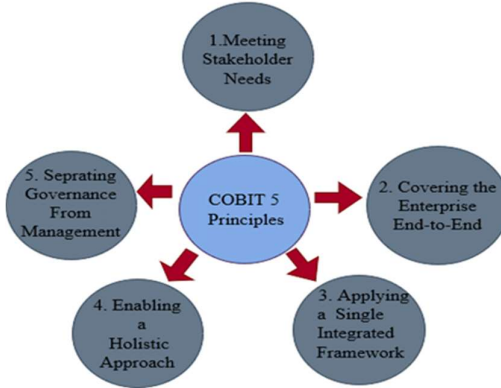 1.Meeting
Stakeholder
Needs
COBIT 5
Principles
2. Covering the
Enterprise
End-to-End
3. Applying
a Single
Integrated
Framework
4. Enabling
a
Holistic
Approach
5. Seprating
Governance
From
Management